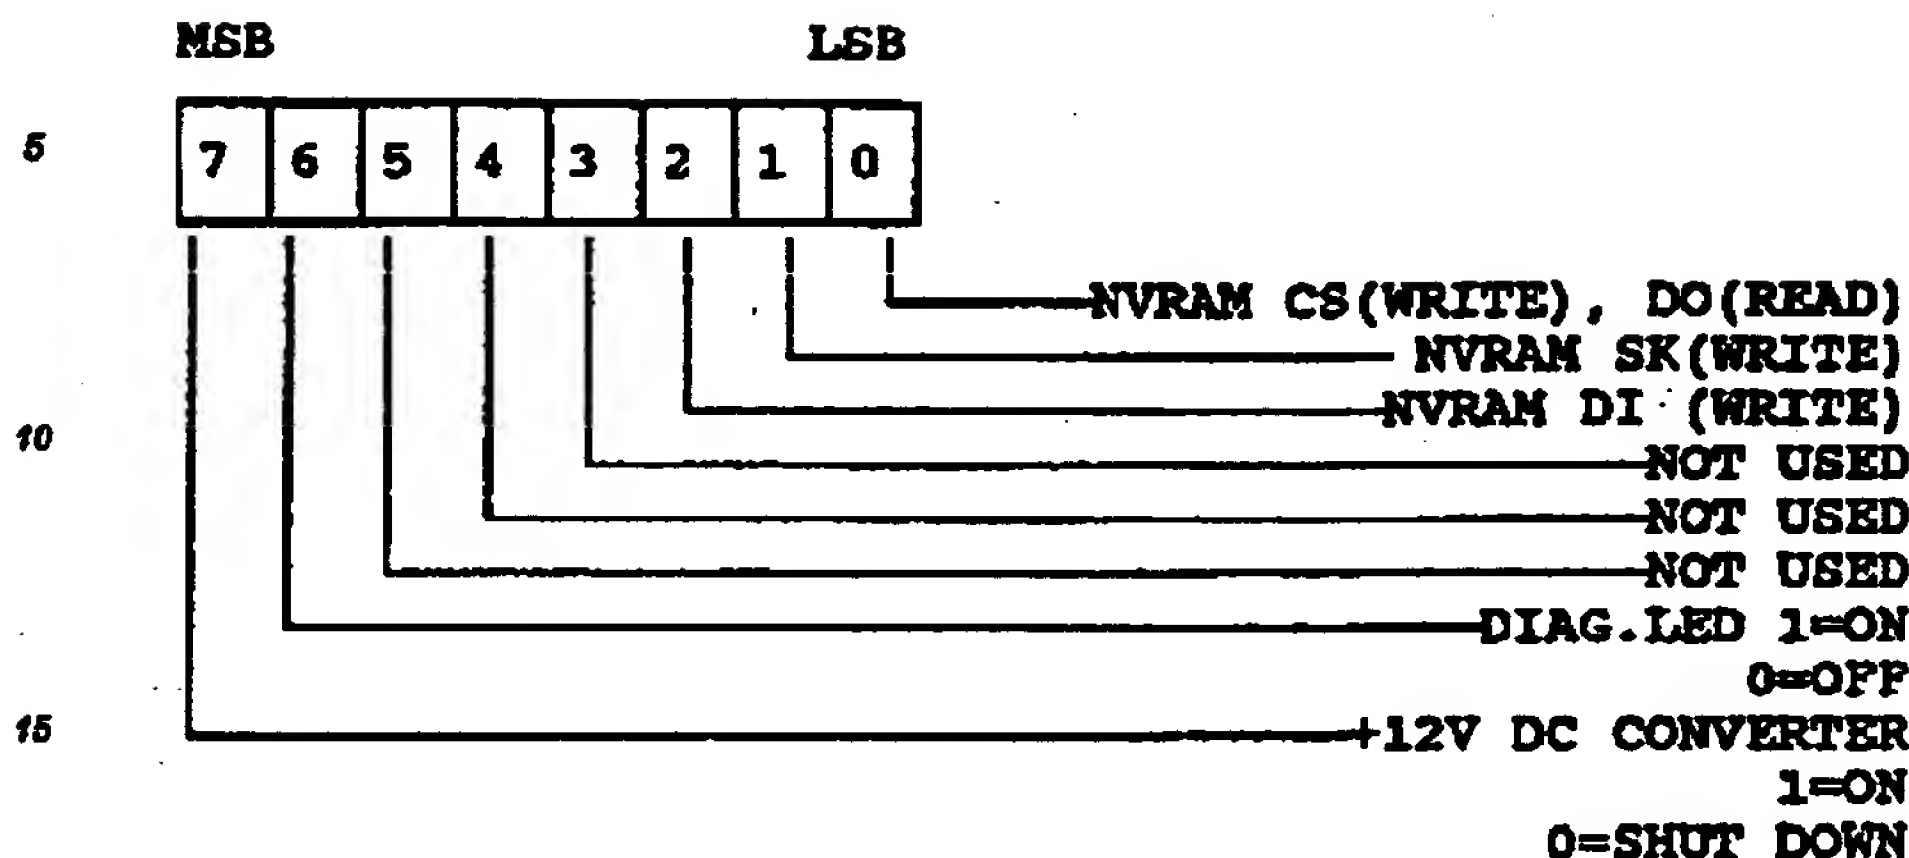 MSB LSB
5 7 6 5 4 3 2 1 0
NVRAM CS(WRITE), DO(READ)
NVRAM SK(WRITE)
NVRAM DI (WRITE)
10
NOT USED
NOT USED
NOT USED
DIAG.LED 1=ON
0=OFF
15 +12V DC CONVERTER
1=ON
0=SHUT DOWN